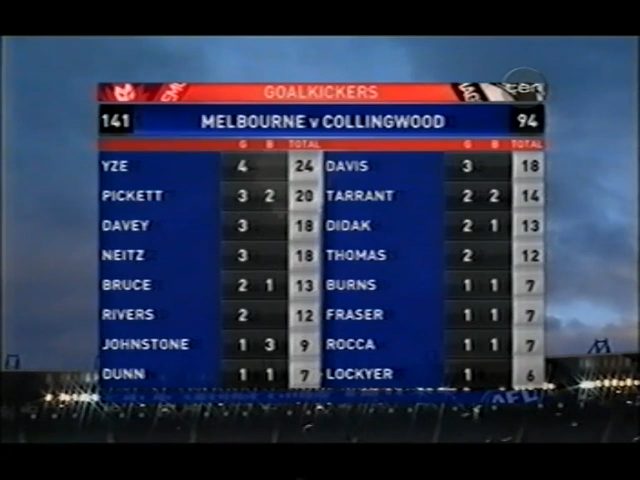 GOALKICKERS
ten
141 MELBOURNE v COLLINGWOOD 94
G B TOTAL G B TOTAL
YZE 4 24 DAVIS 3 18
PICKETT 3 2 20 TARRANT 2 2 14
DAVEY 3 18 DIDAK 2 1 13
NEITZ 3 18 THOMAS 2 12
BRUCE 2 1 13 BURNS 1 1 7
RIVERS 2 12 FRASER 1 1 7
JOHNSTONE 1 3 9 ROCCA 1 1 7
DUNN 1 1 7 LOCKYER 1 6
AFL